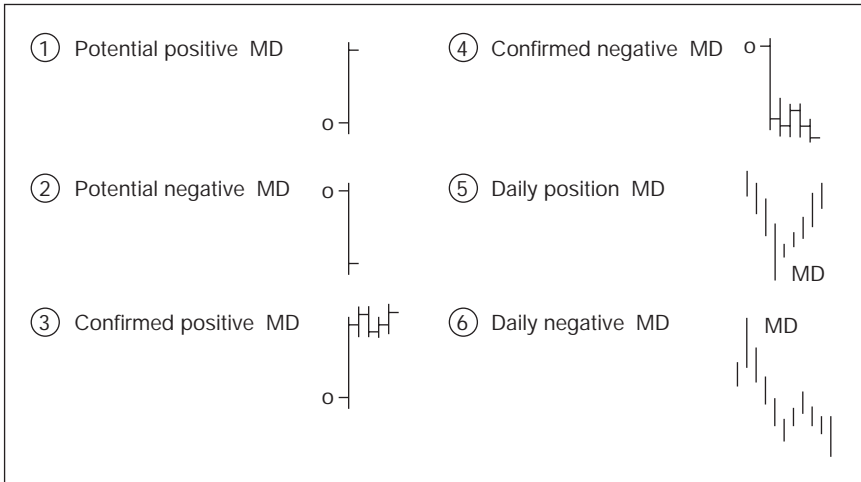 1 Potential positive MD
o
2 Potential negative MD
o
3 Confirmed positive MD
o
4 Confirmed negative MD
o
5 Daily position MD
MD
6 Daily negative MD
MD